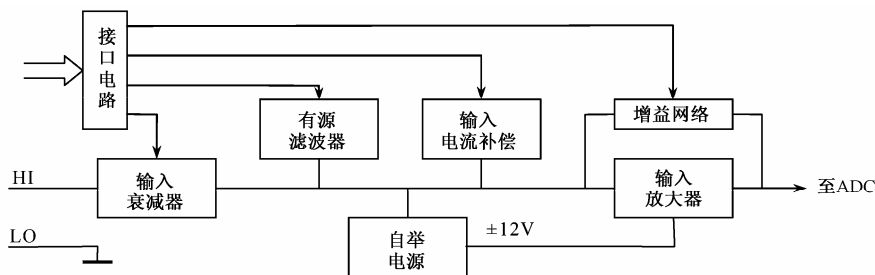 接
口
电
路
有源
滤波器
输入
电流补偿
增益网络
HI
输入
衰减器
输入
放大器
至ADC
LO
自举
电源
±12V